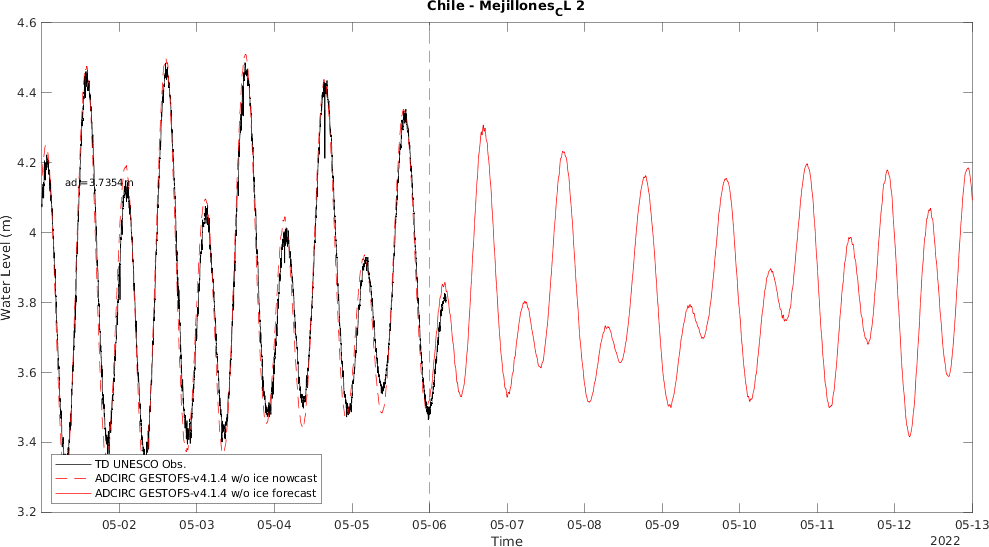 Chile - Mejillones_CL 2
4.6
4.4
4.2
4
3.8
3.6
3.4
3.2
Water Level (m)
adj=3.7354 m
TD UNESCO Obs.
ADCIRC GESTOFS-v4.1.4 w/o ice nowcast
ADCIRC GESTOFS-v4.1.4 w/o ice forecast
05-02 05-03 05-04 05-05 05-06 05-07 05-08 05-09 05-10 05-11 05-12 05-13
Time
2022